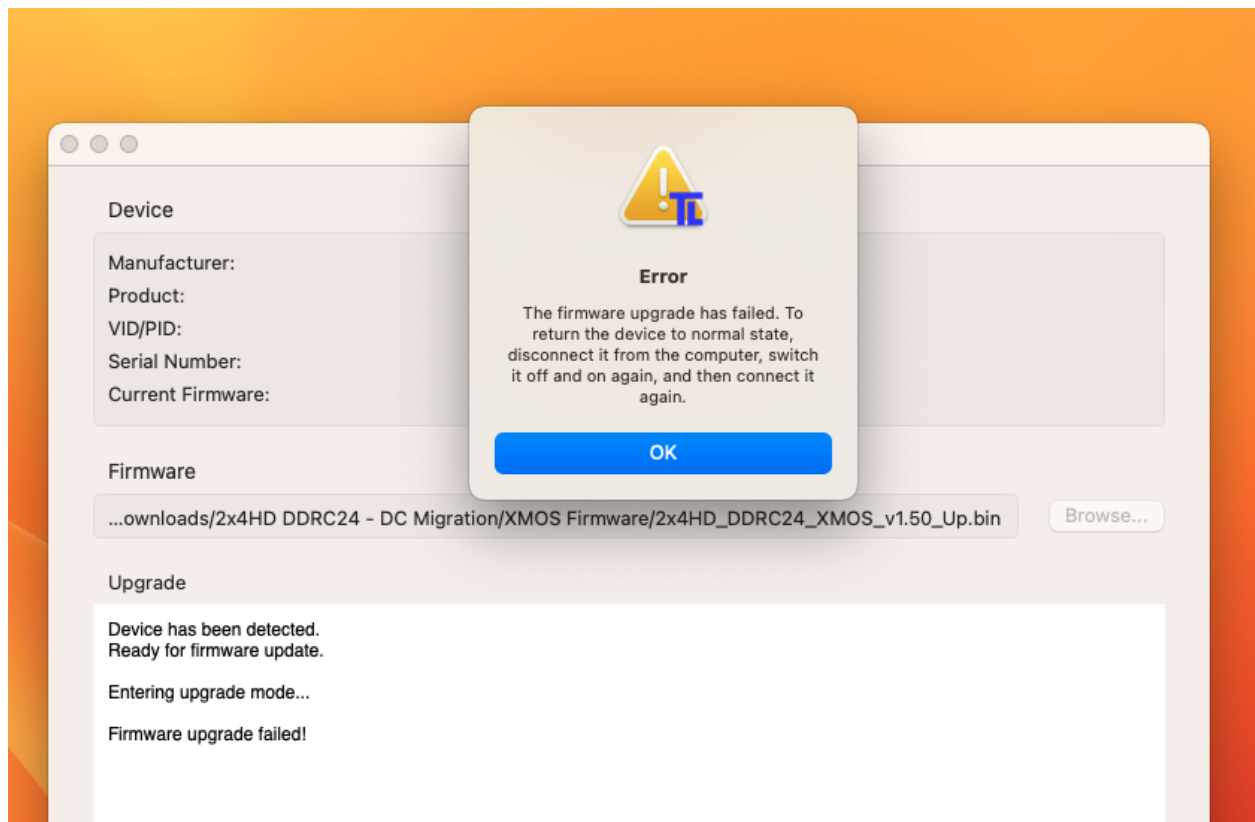 Device
Manufacturer:
Product:
VID/PID:
Serial Number:
Current Firmware:
TL
Error
The firmware upgrade has failed. To
return the device to normal state,
disconnect it from the computer, switch
it off and on again, and then connect it
again.
OK
Firmware
...ownloads/2x4HD DDRC24 - DC Migration/XMOS Firmware/2x4HD_DDRC24_XMOS_v1.50_Up.bin
Browse...
Upgrade
Device has been detected.
Ready for firmware update.
Entering upgrade mode...
Firmware upgrade failed!